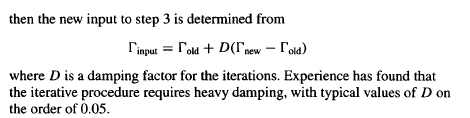 then the new input to step 3 is determined from
Γinput = Γold + D(Γnew − Γold)
where D is a damping factor for the iterations. Experience has found that
the iterative procedure requires heavy damping, with typical values of D on
the order of 0.05.